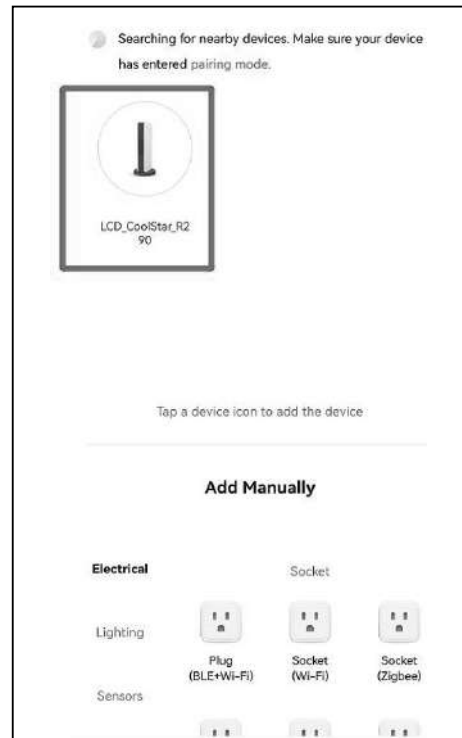 Searching for nearby devices. Make sure your device
has entered pairing mode.
LCD_CoolStar_R2
90
Tap a device icon to add the device
Add Manually
Electrical
Socket
Lighting
Plug
(BLE+Wi-Fi)
Socket
(Wi-Fi)
Socket
(Zigbee)
Sensors